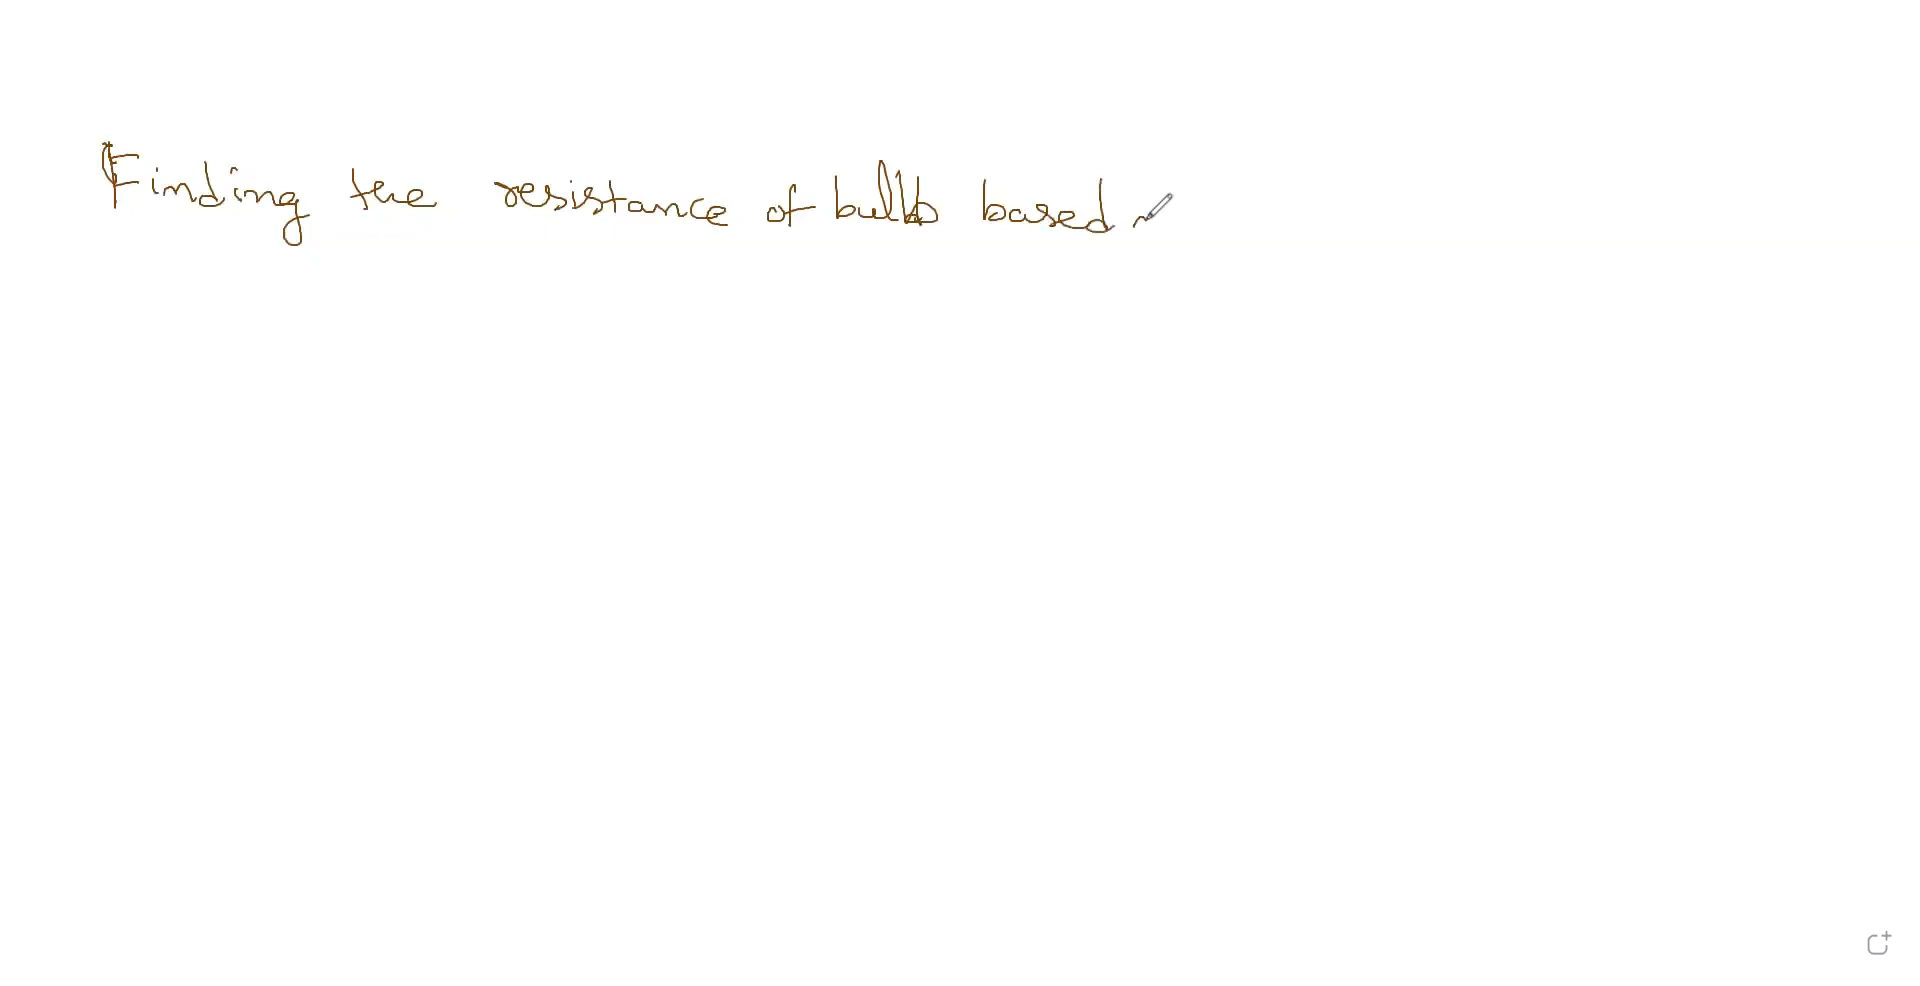 Finding the resistance of bulb based